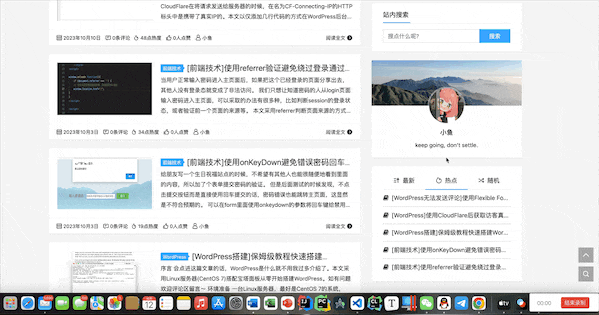 CloudFlare在将请求发送给服务器的时候，在名为CF-Connecting-IP的HTTP
标头中是携带了真实IP的。本文以仅添加几行代码的方式在WordPress后台...
2023年10月10日 0条评论 48点热度 0人点赞 小鱼 阅读全文
前端技术 [前端技术]使用referrer验证避免绕过登录通过...
当用户正常输入密码进入主页面后，如果把这个已经登录的页面分享出去，
其他人没有登录态就变成了非法访问。 我们只想让知道密码的人从login页面
输入密码进入主页面，可以采取的办法有很多种，比如判断session的登录状
态，或者验证前一个页面的来源等。 本文采用referrer判断页面来源的方式...
2023年10月3日 0条评论 34点热度 0人点赞 小鱼 阅读全文
前端技术 [前端技术]使用onKeyDown避免错误密码回车...
给朋友写一个生日祝福站点的时候，不希望有其他人也能很随便地看到里面
的内容，所以加了个表单提交密码的验证。 但是后面测试的时候发现，不点
击提交按钮而是直接使用回车提交的话，密码错误也能跳转主页面，这显然
是不符合预期的。 可以在form里面使用onkeydown的参数将回车键给禁用...
2023年10月3日 0条评论 19点热度 0人点赞 小鱼 阅读全文
WordPress [WordPress搭建]保姆级教程快速搭建Wor...
序言 会点进这篇文章的话，WordPress是什么就不用我过多介绍了。本文采
用Linux服务器(CentOS 7)搭配宝塔面板从零开始搭建WordPress，如有问题
欢迎评论区留言~ 环境准备 一台Linux服务器，最好是CentOS 7的系统，
站内搜索
搜点什么呢?
搜索
小鱼
keep going, don't settle.
最新 热点 随机
[WordPress无法发送评论]使用Flexible Fo...
[WordPress]使用CloudFlare后获取访客真...
[WordPress搭建]保姆级教程快速搭建Wor...
[前端技术]使用onKeyDown避免错误密码...
[前端技术]使用referrer验证避免绕过登录...
12
tv
00:00
结束录制